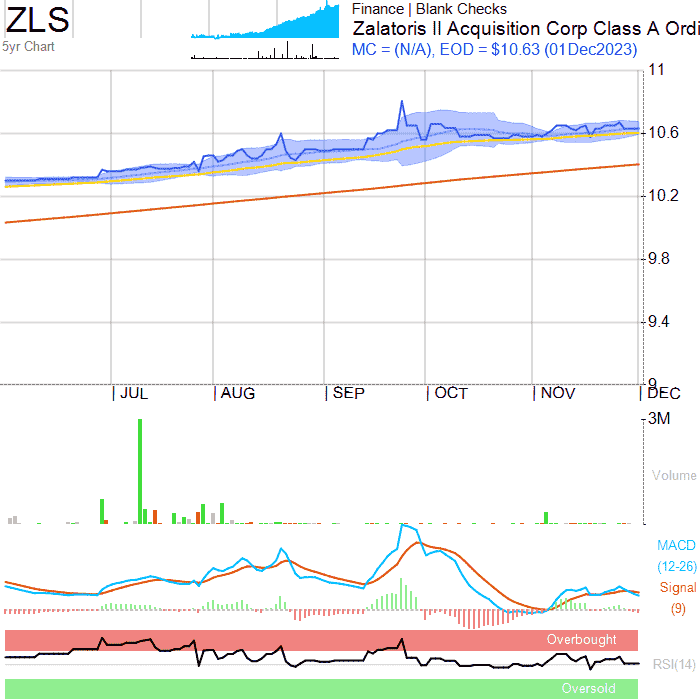 ZLS
5yr Chart
Finance | Blank Checks
Zalatoris II Acquisition Corp Class A Ordi
MC = (N/A), EOD = $10.63 (01Dec2023)
11
10.6
10.2
9.8
9.4
9
JUL AUG SEP OCT NOV DEC
3M
Volume
MACD
(12-26)
Signal
(9)
Overbought
RSI(14)
Oversold